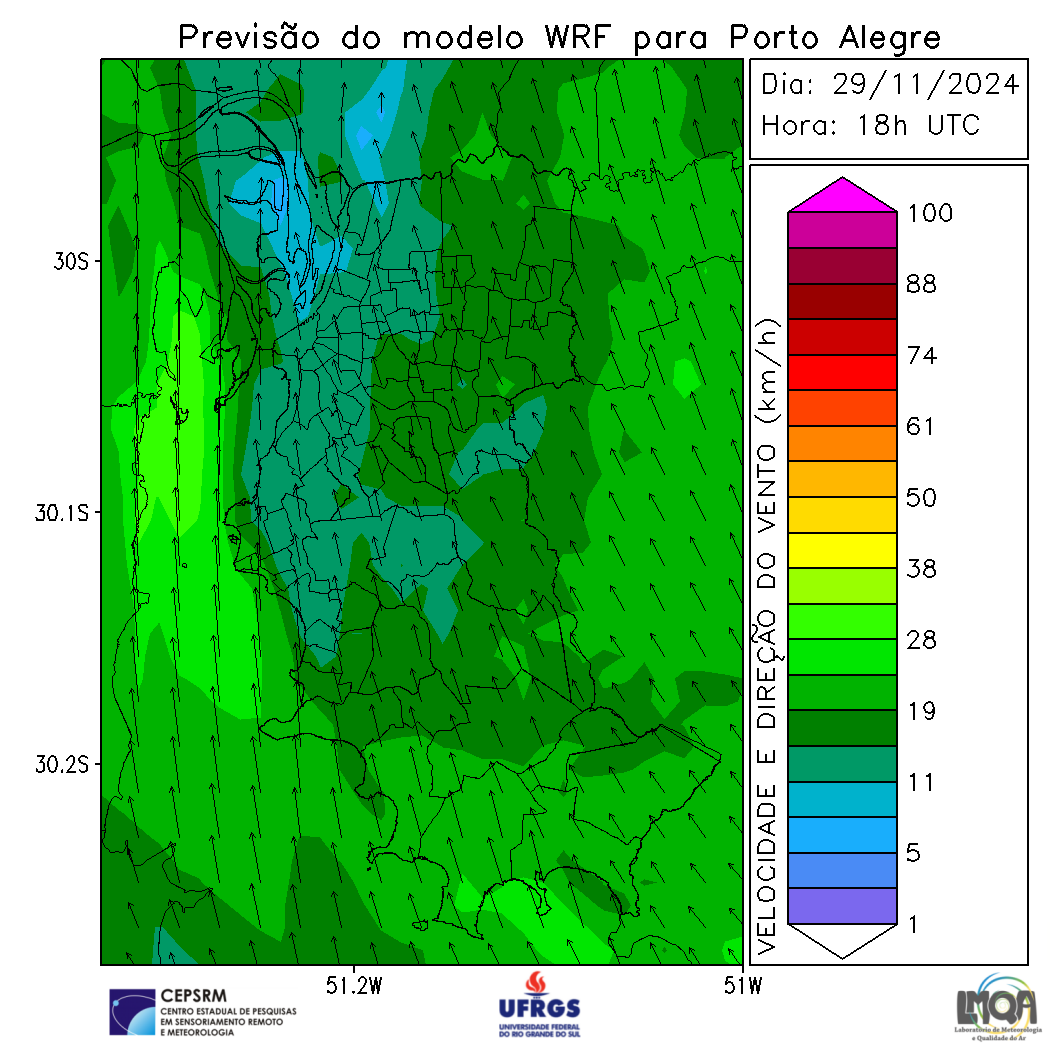 Previsão do modelo WRF para Porto Alegre
Dia: 29/11/2024
Hora: 18h UTC
30S
30.1S
30.2S
51.2W
51W
VELOCIDADE E DIREÇÃO DO VENTO (km/h)
100
88
74
61
50
38
28
19
11
5
1
CEPSRM
CENTRO ESTADUAL DE PESQUISAS
EM SENSORIAMENTO REMOTO
E METEOROLOGIA
UFRGS
UNIVERSIDADE FEDERAL
DO RIO GRANDE DO SUL
LMQA
Laboratório de Meteorologia
e Qualidade do Ar